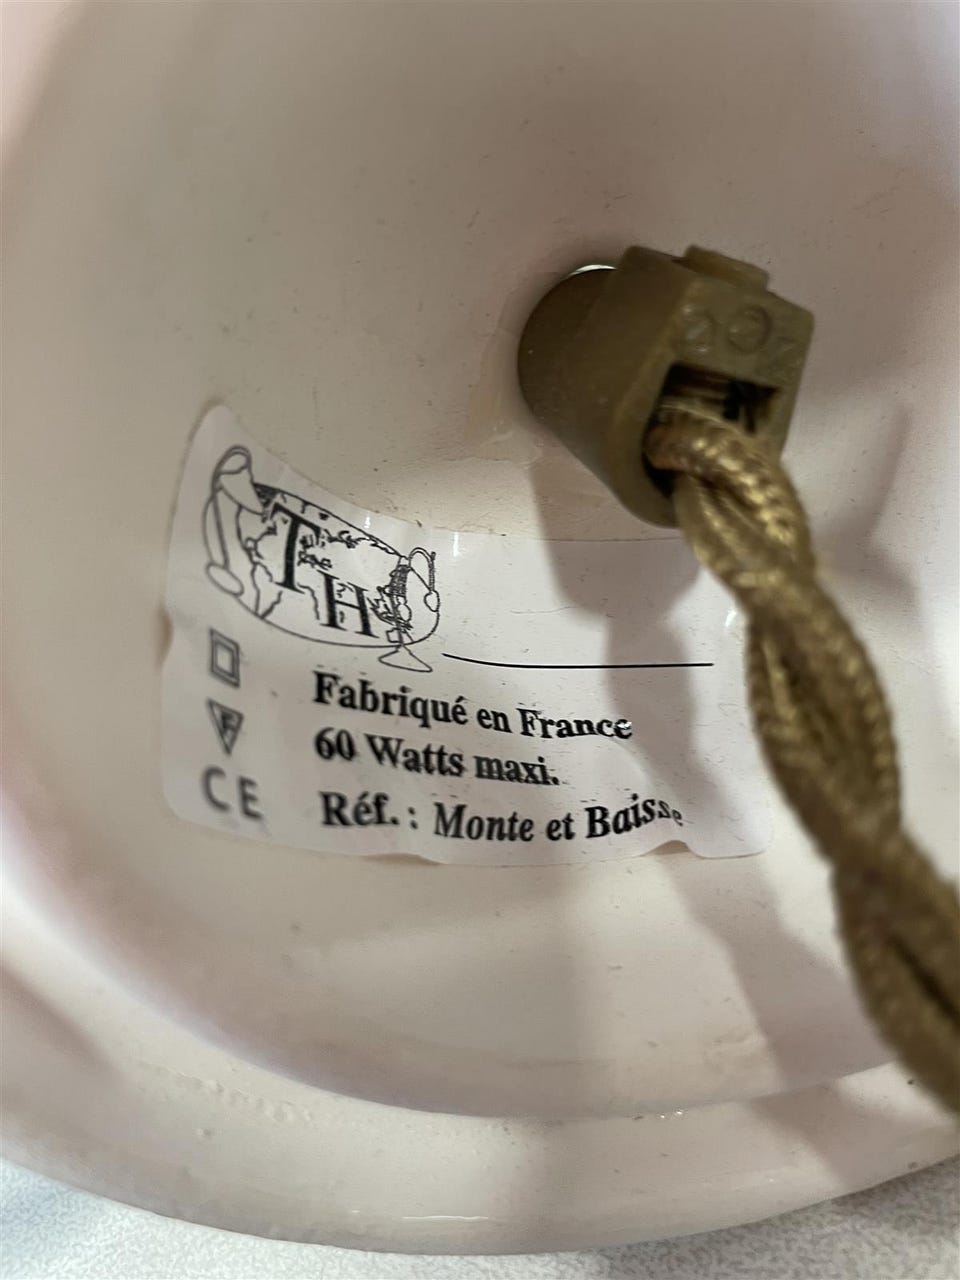 TH
Fabriqué en France
60 Watts maxi.
F
CE
Réf.: Monte et Baisse